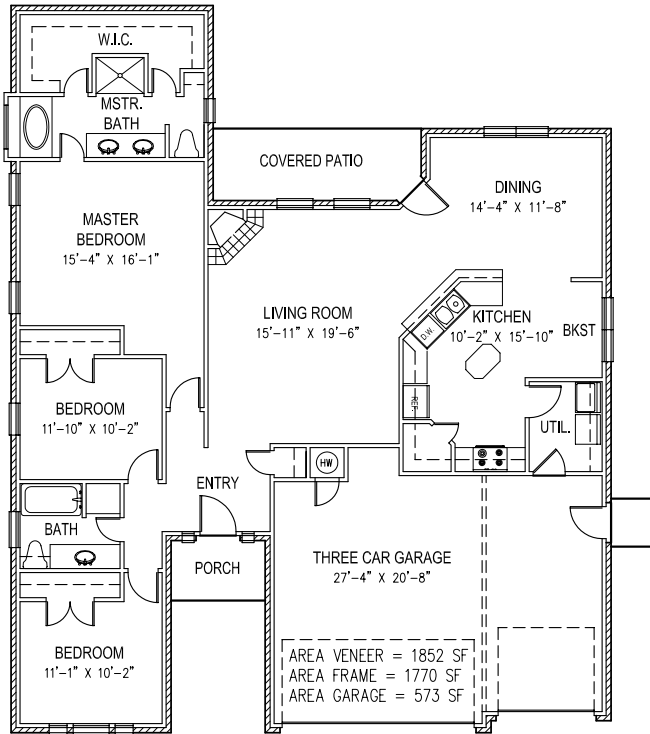 W.I.C.
MSTR.
BATH
COVERED PATIO
DINING
14'-4" X 11'-8"
MASTER
BEDROOM
15'-4" X 16'-1"
LIVING ROOM
15'-11" X 19'-6"
KITCHEN
10'-2" X 15'-10"
BKST
D.W.
REF.
BEDROOM
11'-10" X 10'-2"
UTIL.
HW
ENTRY
BATH
PORCH
THREE CAR GARAGE
27'-4" X 20'-8"
BEDROOM
11'-1" X 10'-2"
AREA VENEER = 1852 SF
AREA FRAME = 1770 SF
AREA GARAGE = 573 SF